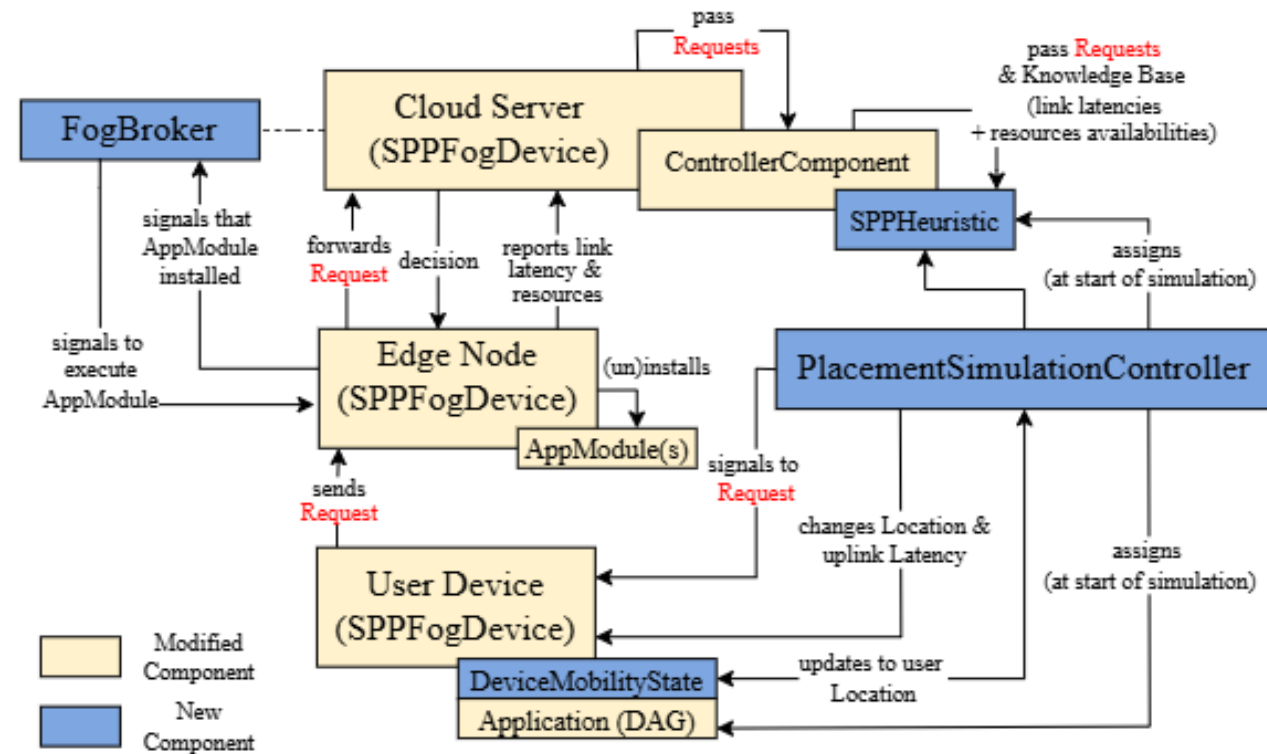 pass
Requests
pass Requests
& Knowledge Base
(link latencies
+ resources availabilities)
Cloud Server
(SPPFogDevice)
FogBroker
ControllerComponent
SPPHeuristic
signals that
AppModule
installed
forwards
Request
decision
reports link
latency &
resources
assigns
(at start of simulation)
signals to
execute
AppModule
Edge Node
(SPPFogDevice)
(un)installs
AppModule(s)
PlacementSimulationController
sends
Request
signals to
Request
changes Location &
uplink Latency
assigns
(at start of simulation)
User Device
(SPPFogDevice)
DeviceMobilityState
Application (DAG)
updates to user
Location
Modified
Component
New
Component